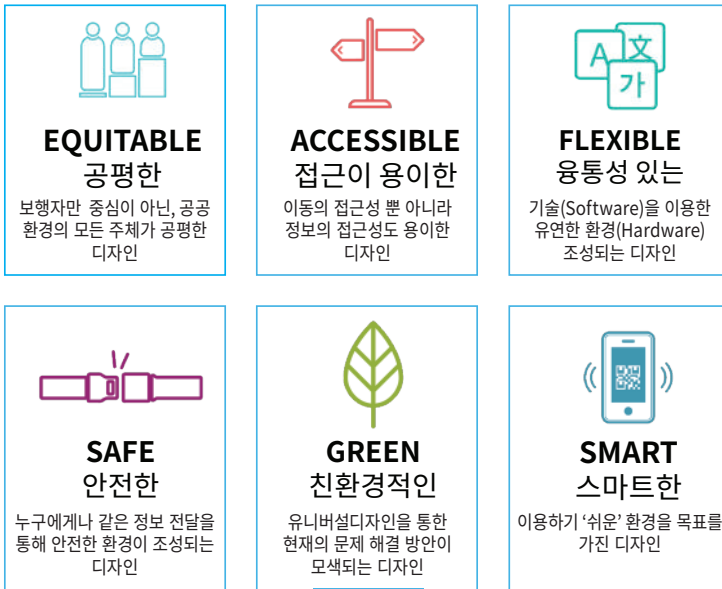 A
文
가
EQUITABLE
공평한
보행자만 중심이 아닌, 공공
환경의 모든 주체가 공평한
디자인
ACCESSIBLE
접근이 용이한
이동의 접근성 뿐 아니라
정보의 접근성도 용이한
디자인
FLEXIBLE
융통성 있는
기술(Software)을 이용한
유연한 환경(Hardware)
조성되는 디자인
SAFE
안전한
누구에게나 같은 정보 전달을
통해 안전한 환경이 조성되는
디자인
GREEN
친환경적인
유니버설디자인을 통한
현재의 문제 해결 방안이
모색되는 디자인
SMART
스마트한
이용하기 ‘쉬운’ 환경을 목표를
가진 디자인